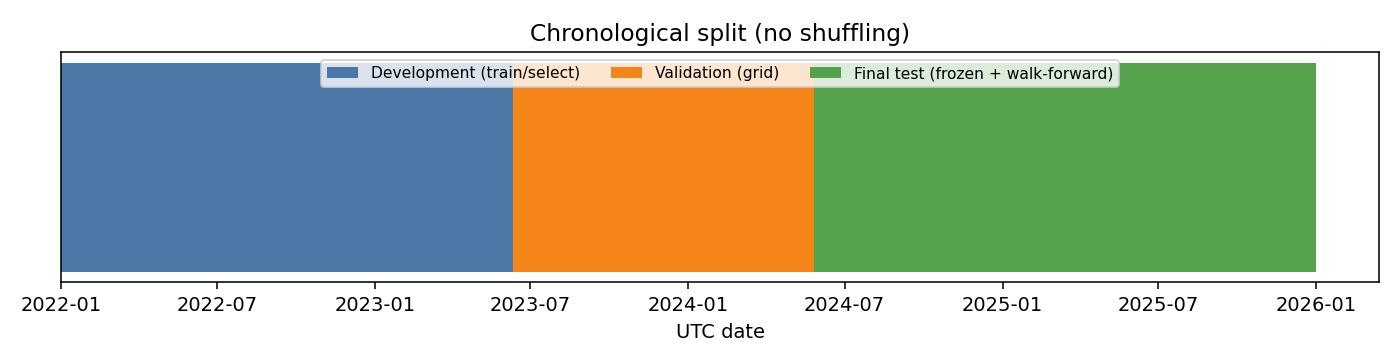 Chronological split (no shuffling)
Development (train/select) Validation (grid) Final test (frozen + walk-forward)
2022-01 2022-07 2023-01 2023-07 2024-01 2024-07 2025-01 2025-07 2026-01
UTC date